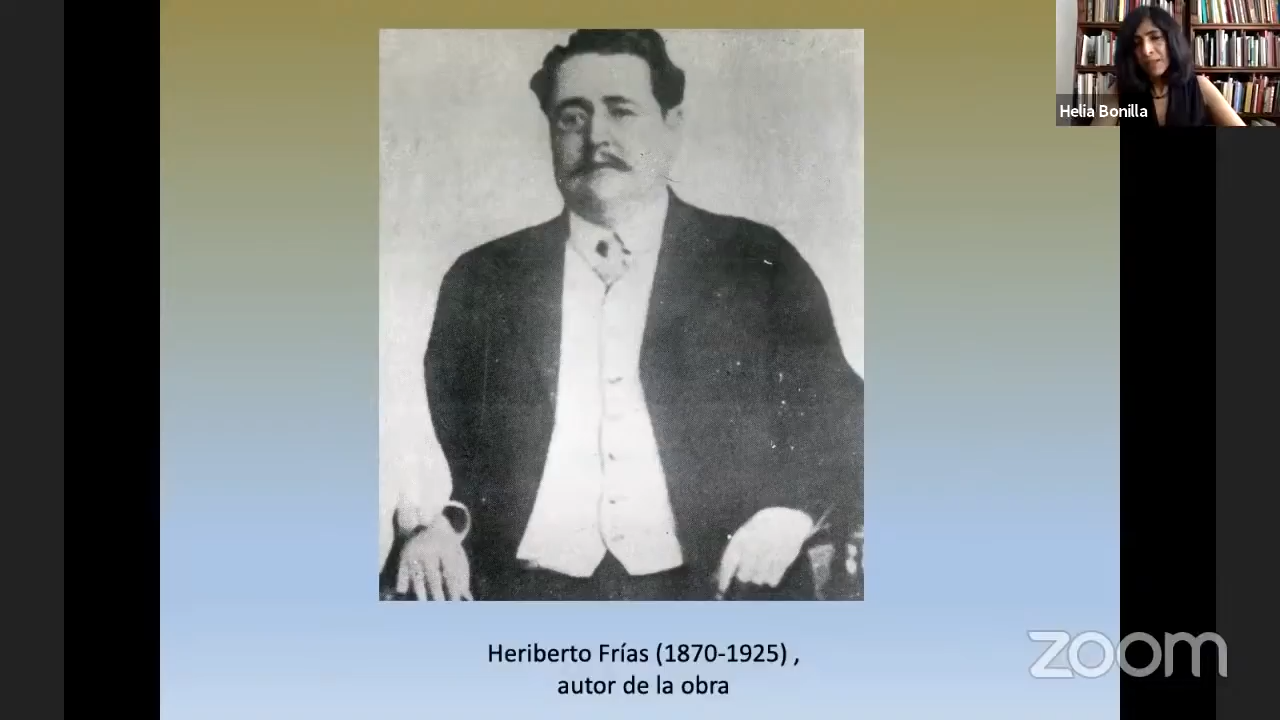 Helia Bonilla
Heriberto Frías (1870-1925) ,
autor de la obra
zoom